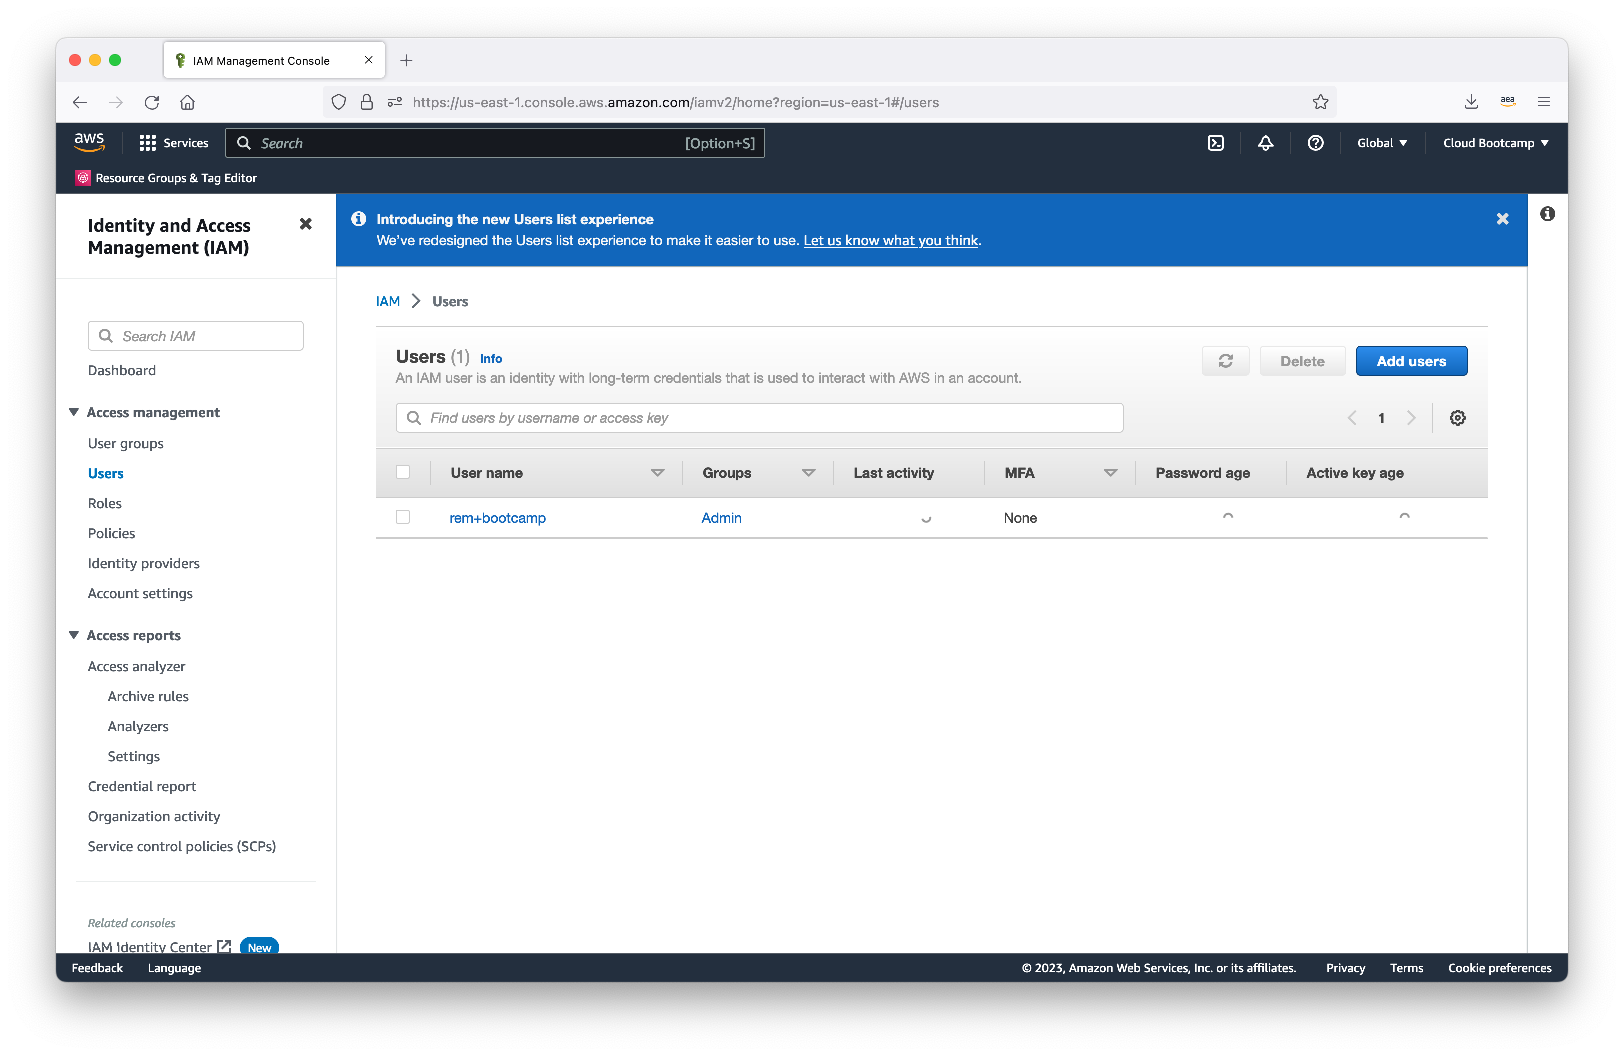 IAM Management Console
https://us-east-1.console.aws.amazon.com/iamv2/home?region=us-east-1#/users
aea
aws
Services
Search
[Option+S]
Global
Cloud Bootcamp
Resource Groups & Tag Editor
Identity and Access
Management (IAM)
Search IAM
Dashboard
Access management
User groups
Users
Roles
Policies
Identity providers
Account settings
Access reports
Access analyzer
Archive rules
Analyzers
Settings
Credential report
Organization activity
Service control policies (SCPs)
Related consoles
IAM Identity Center New
Introducing the new Users list experience
We've redesigned the Users list experience to make it easier to use. Let us know what you think.
IAM Users
Users (1) Info
An IAM user is an identity with long-term credentials that is used to interact with AWS in an account.
Delete
Add users
Find users by username or access key
1
User name Groups Last activity MFA Password age Active key age
rem+bootcamp Admin None
Feedback Language © 2023, Amazon Web Services, Inc. or its affiliates. Privacy Terms Cookie preferences